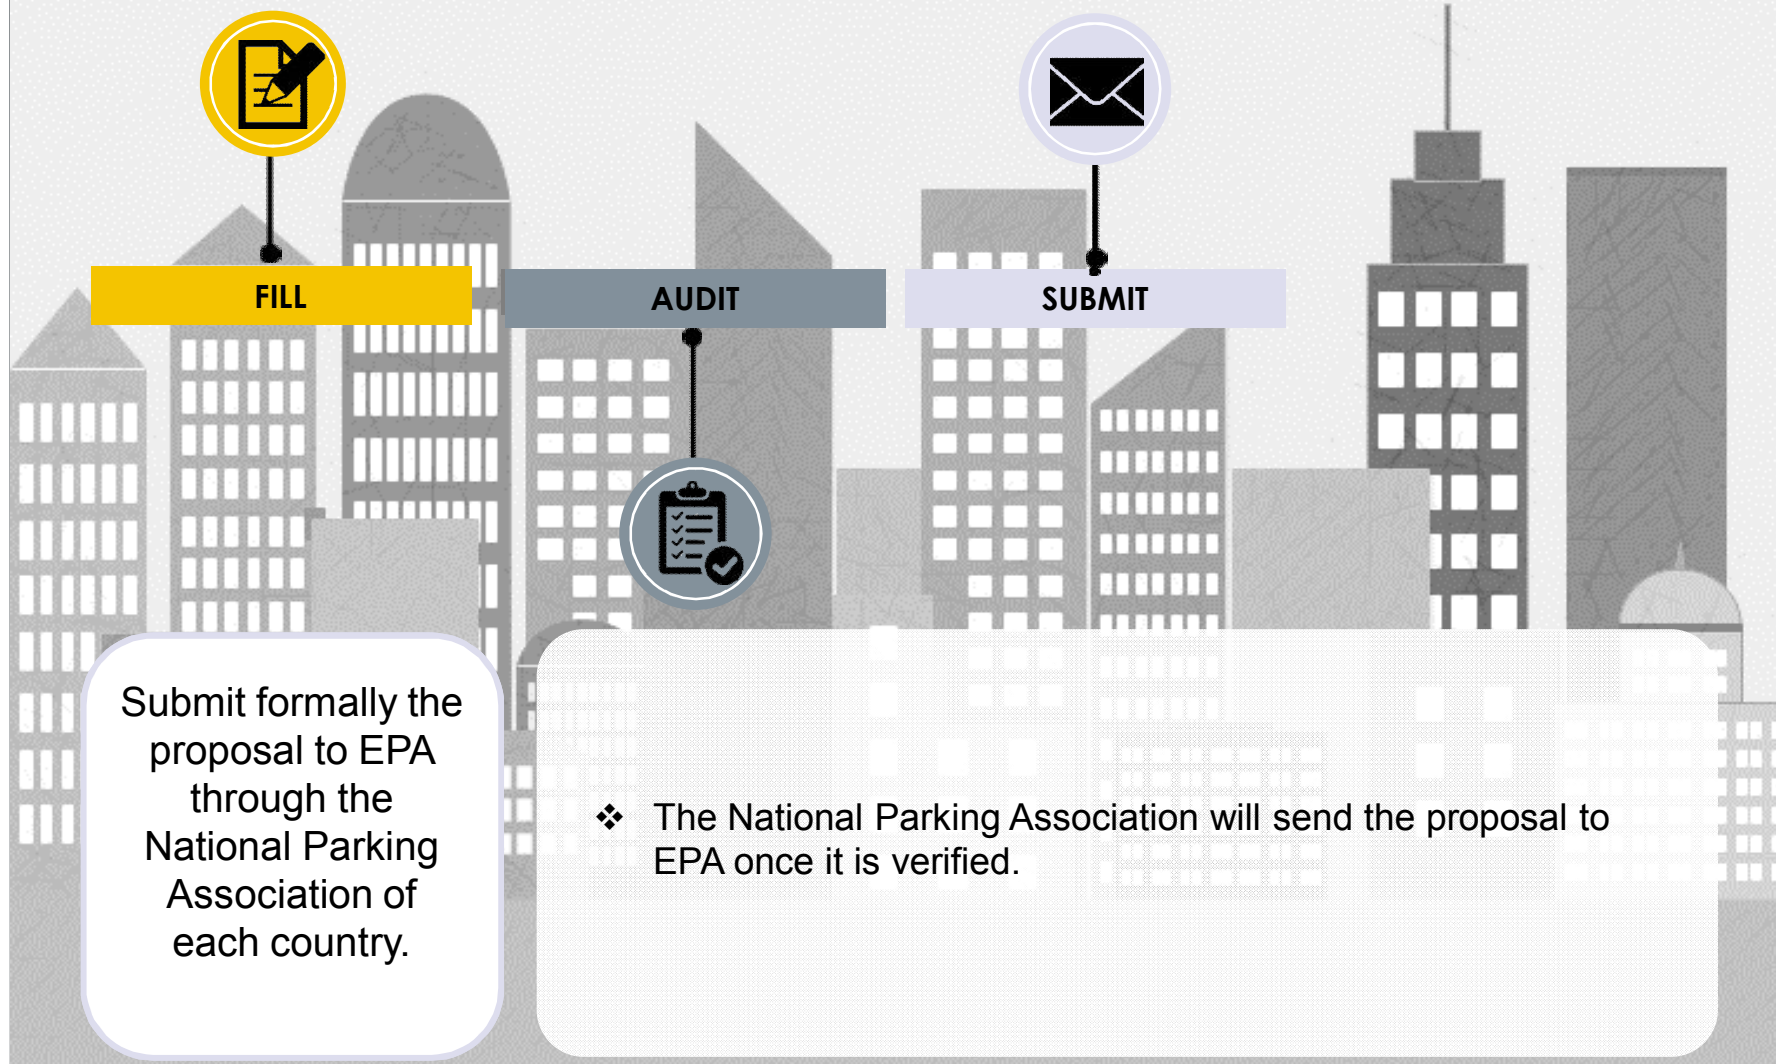 FILL
AUDIT
SUBMIT
Submit formally the
proposal to EPA
through the
National Parking
Association of
each country.
❖ The National Parking Association will send the proposal to
EPA once it is verified.